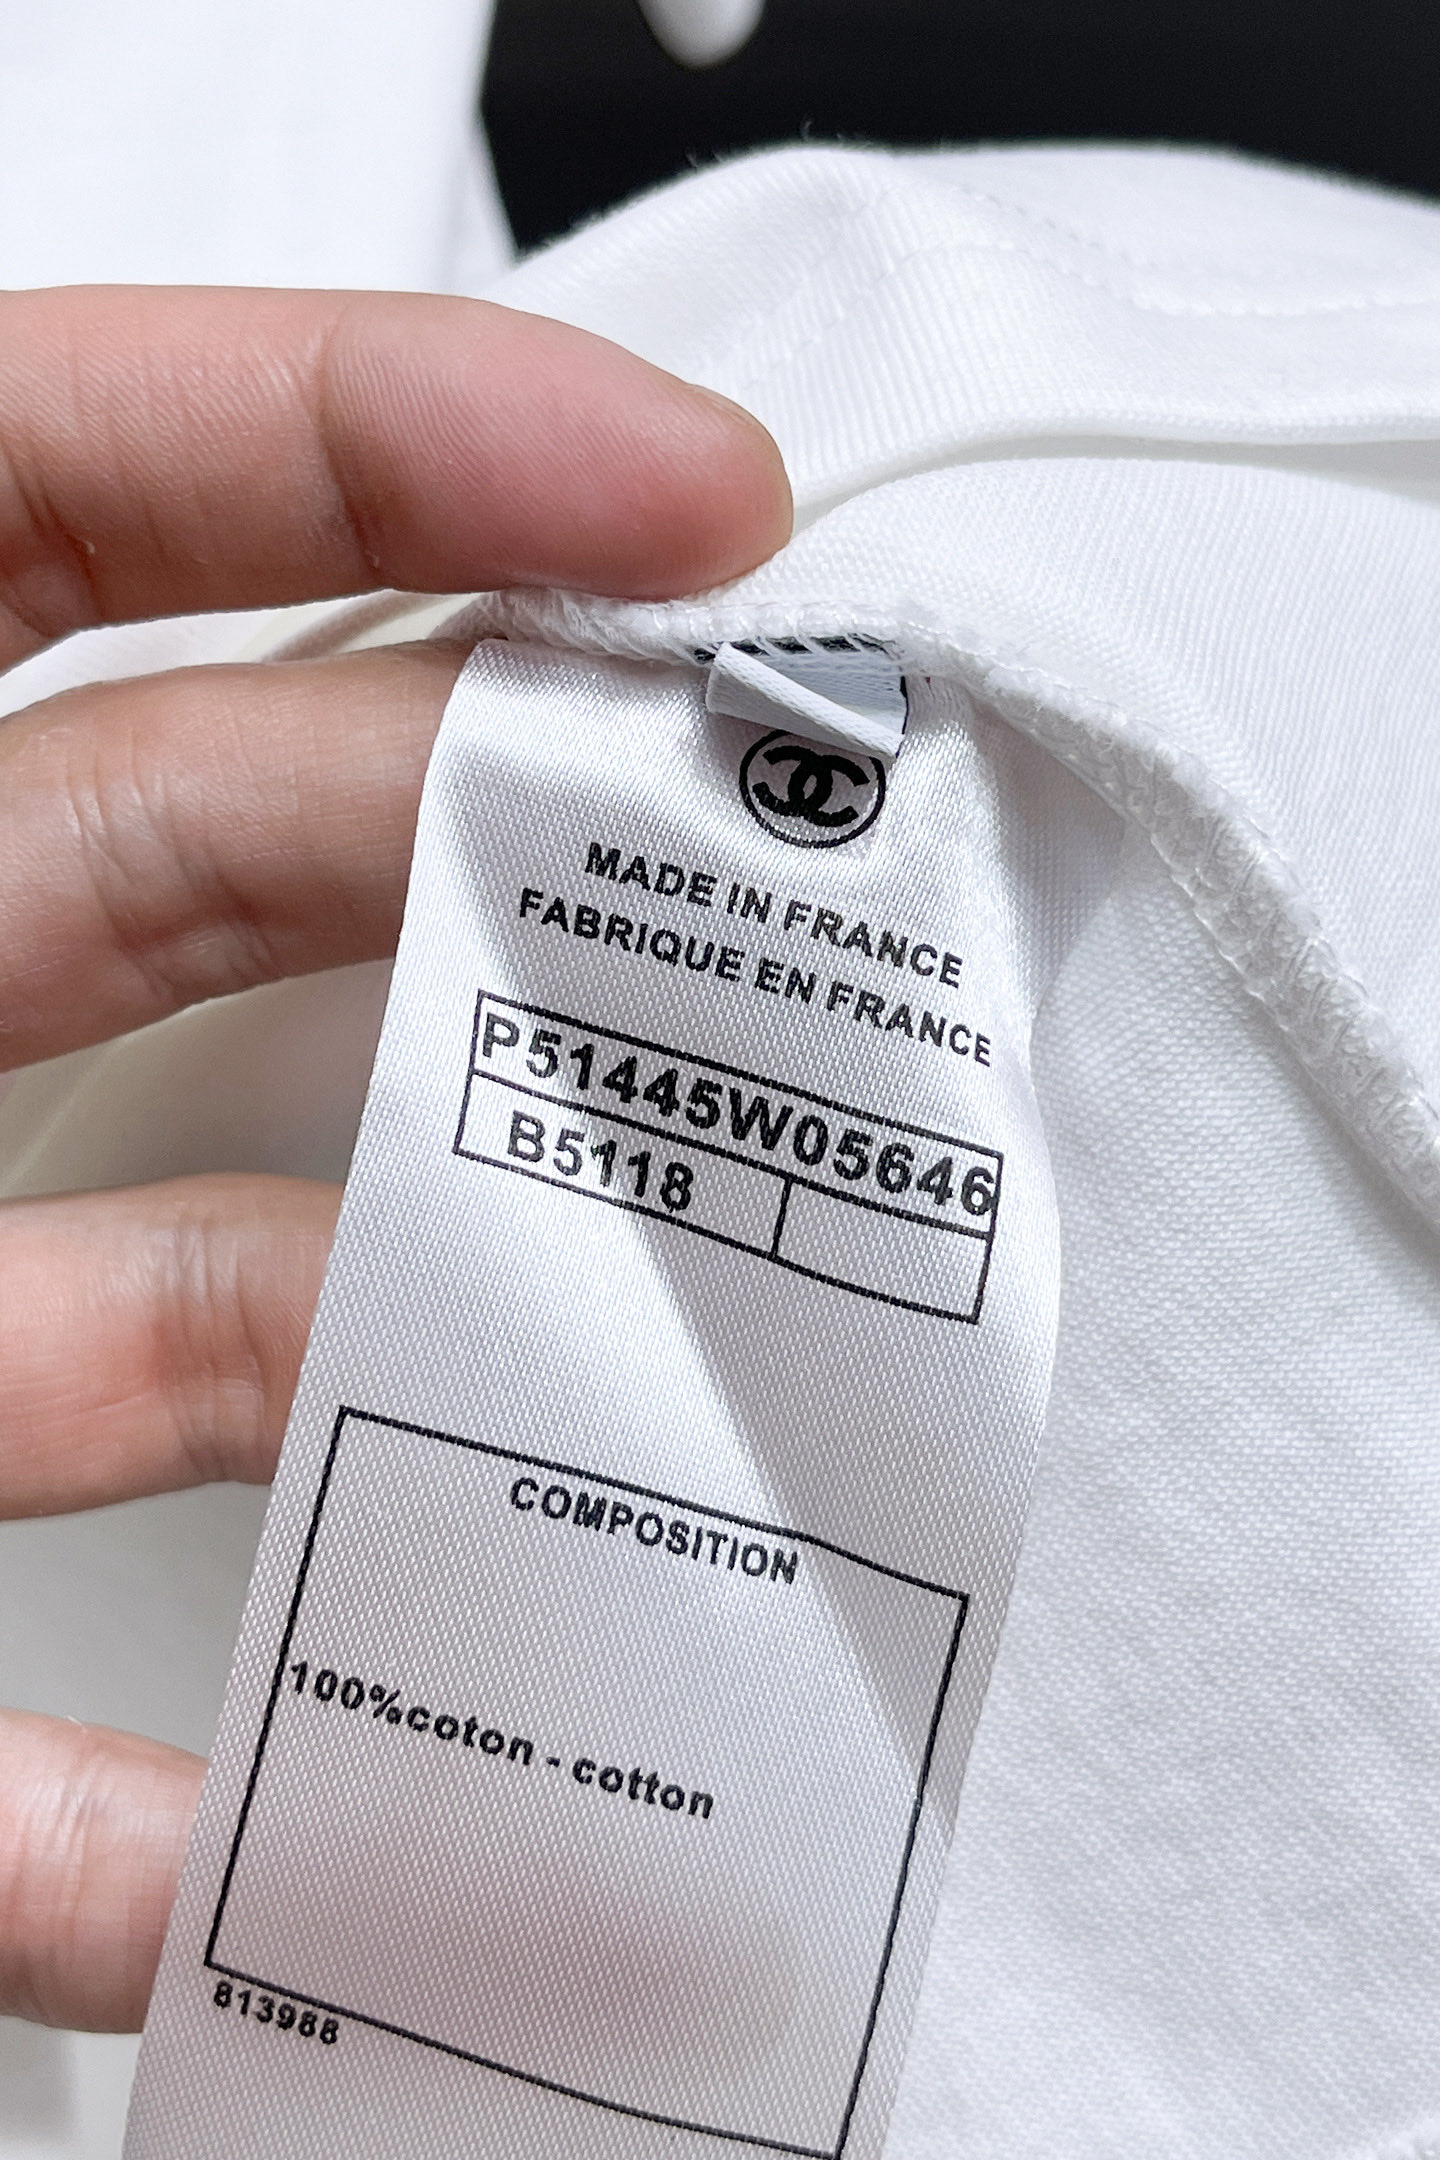 MADE IN FRANCE
FABRIQUE EN FRANCE
P51445W05646
B5118
COMPOSITION
100%coton - cotton
813988